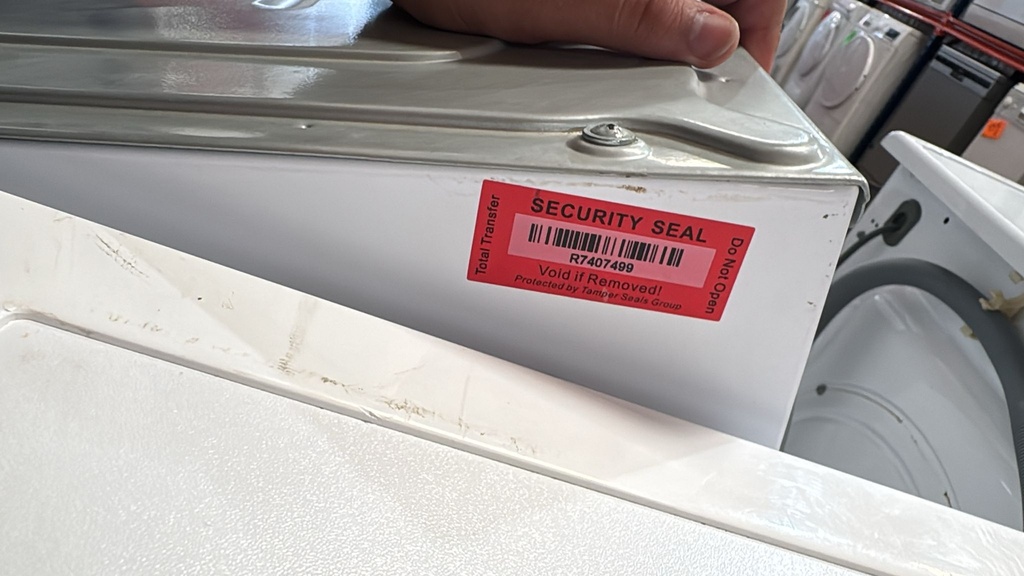 Total Transfer
SECURITY SEAL
R7407499
Void if Removed!
Protected by Tamper Seals Group
Do Not Open